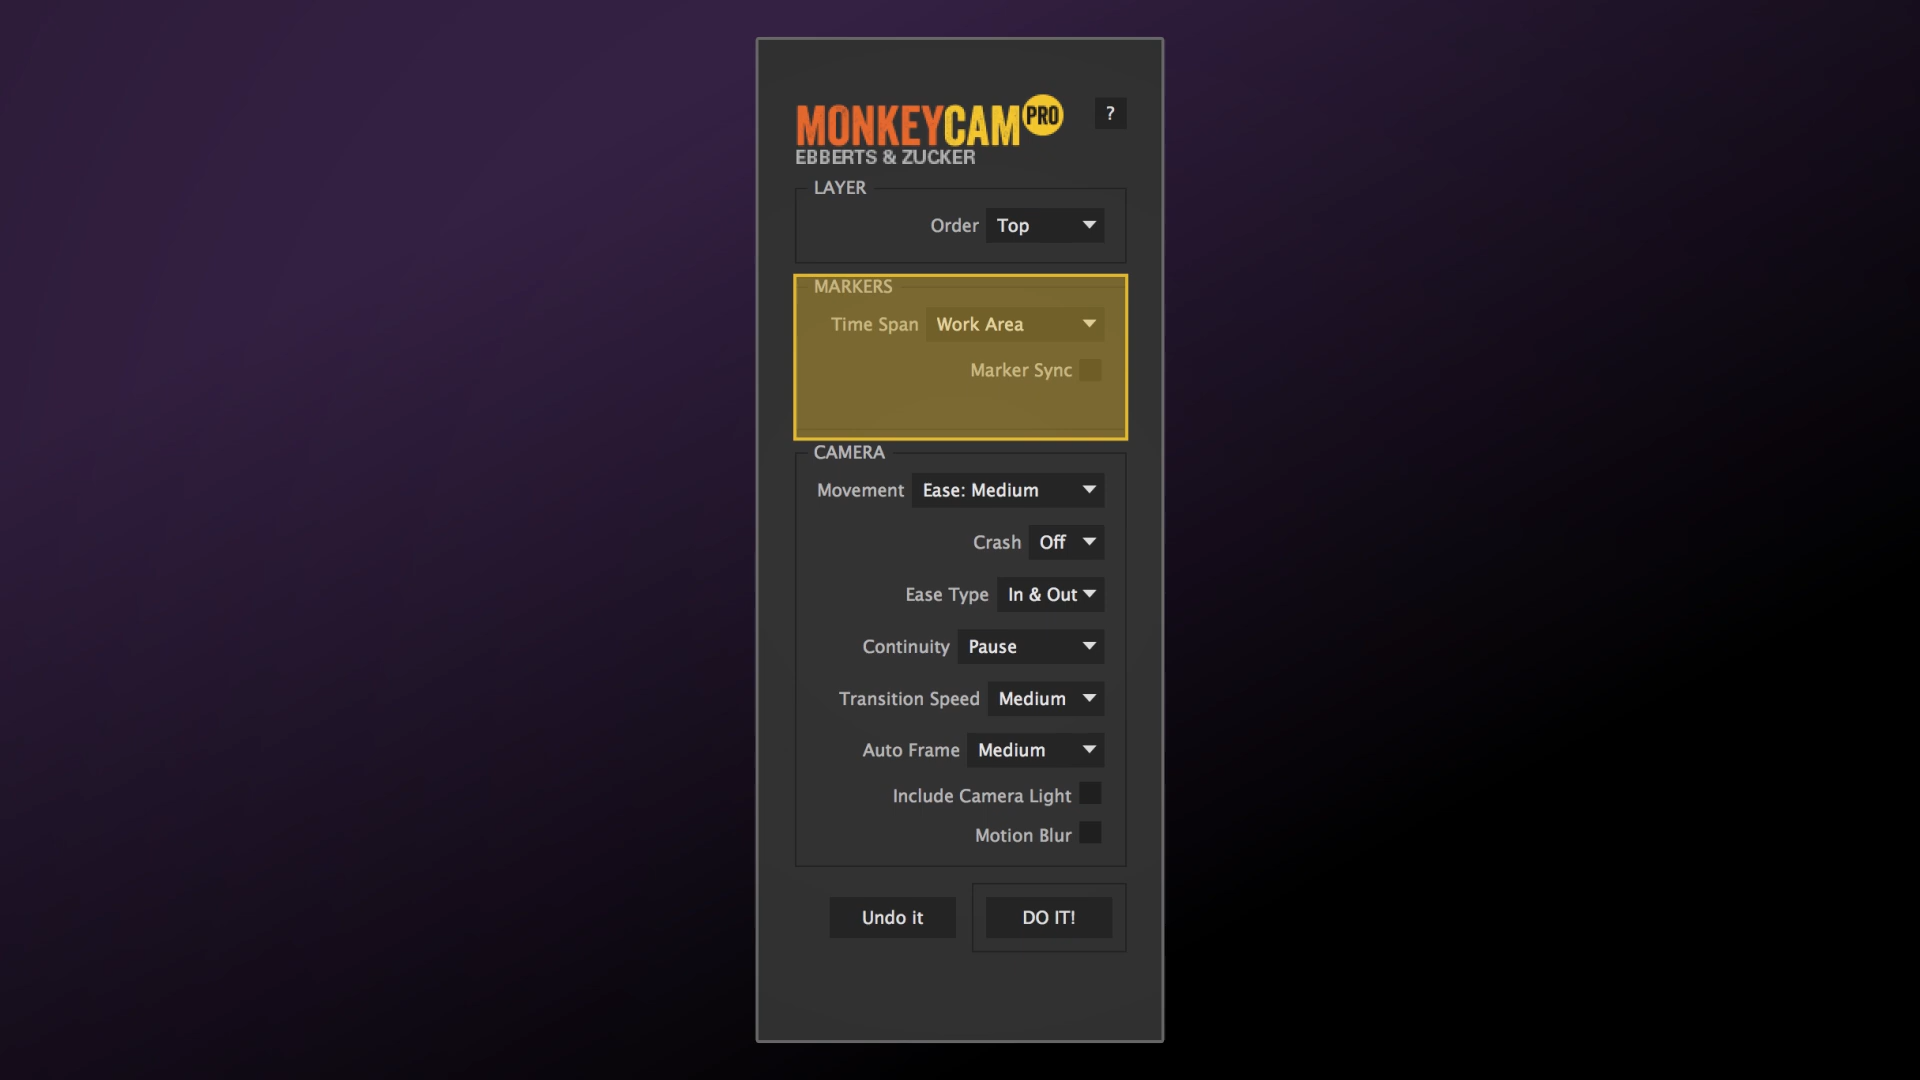 MONKEYCAM PRO
?
EBBERTS & ZUCKER
LAYER
Order Top
MARKERS
Time Span Work Area
Marker Sync
CAMERA
Movement Ease: Medium
Crash Off
Ease Type In & Out
Continuity Pause
Transition Speed Medium
Auto Frame Medium
Include Camera Light
Motion Blur
Undo it DO IT!